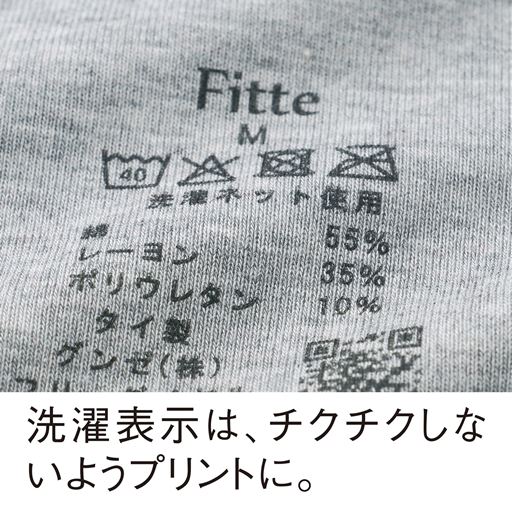 Fitte
M
40
洗濯ネット使用
綿 55%
レーヨン 35%
ポリウレタン 10%
タイ製
グンゼ(株)
洗濯表示は、チクチクしな
いようプリントに。